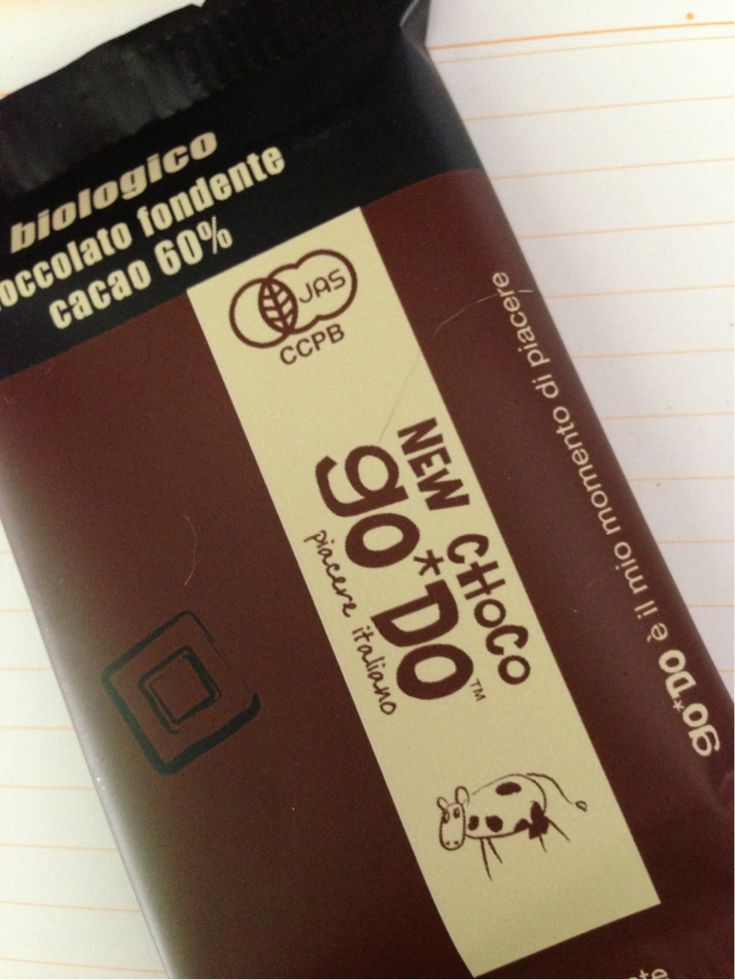 biologico
occolato fondente
cacao 60%
JAS
CCPB
NEW CHOCO
go*DO™
piacere italiano
go*DO è il mio momento di piacere